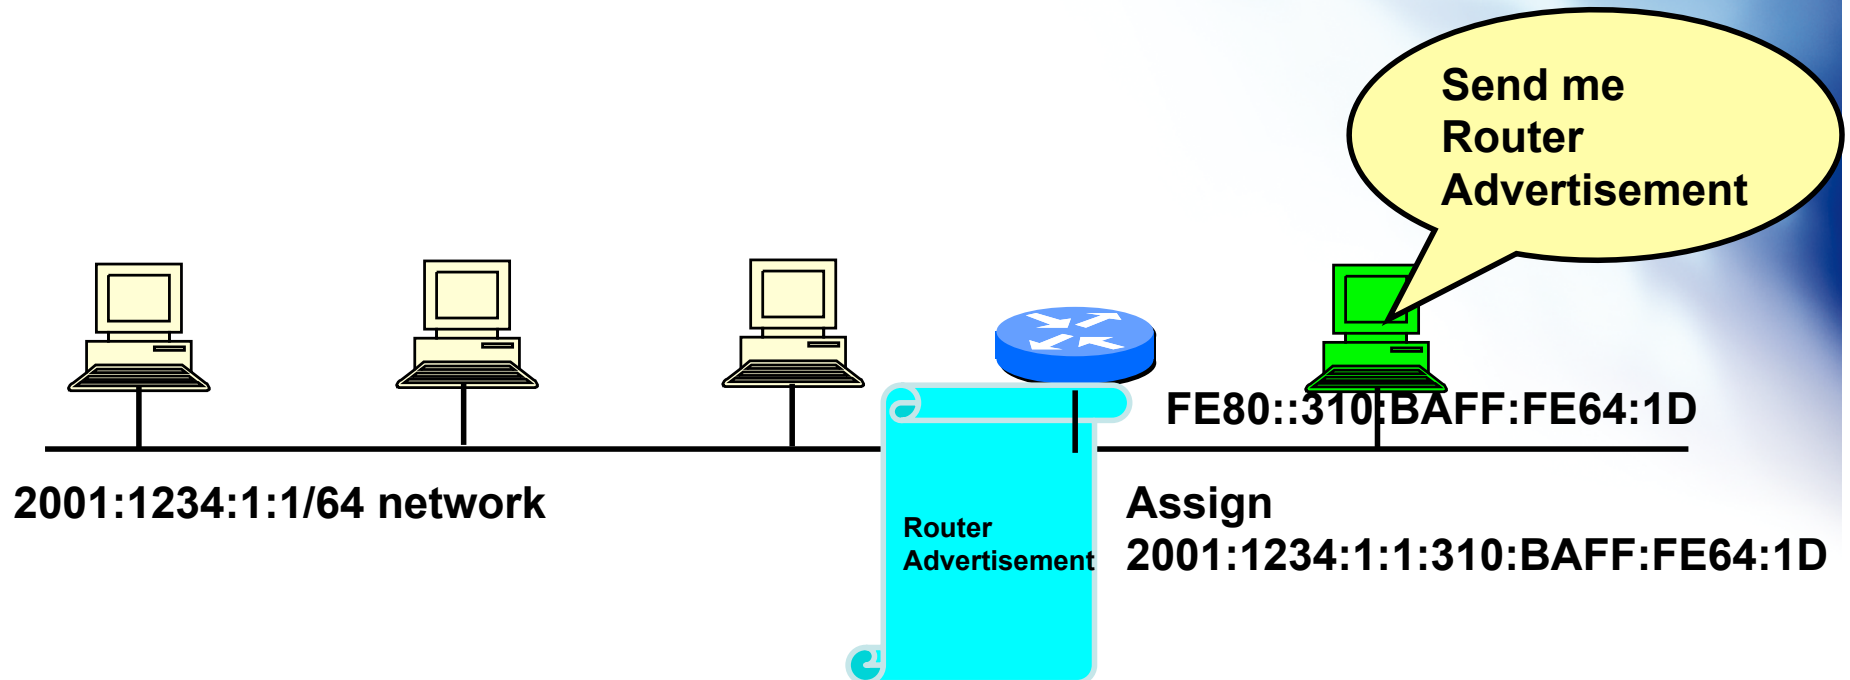 Send me
Router
Advertisement
FE80::310:BAFF:FE64:1D
2001:1234:1:1/64 network
Router
Advertisement
Assign
2001:1234:1:1:310:BAFF:FE64:1D